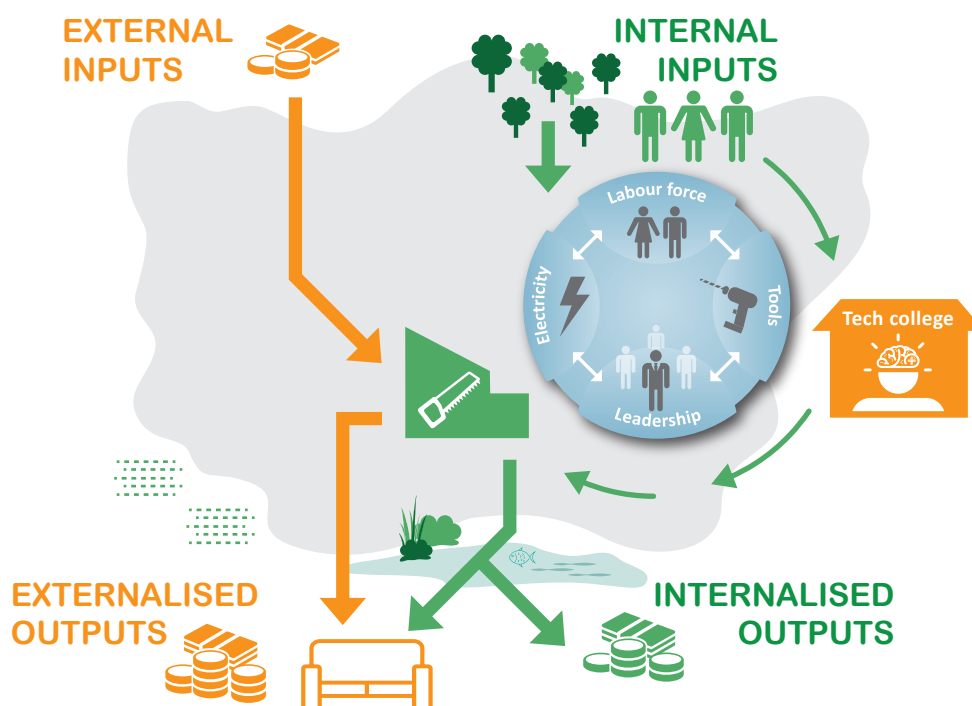 EXTERNAL
INPUTS
INTERNAL
INPUTS
Labour force
Electricity
Tools
Leadership
Tech college
EXTERNALISED
OUTPUTS
INTERNALISED
OUTPUTS